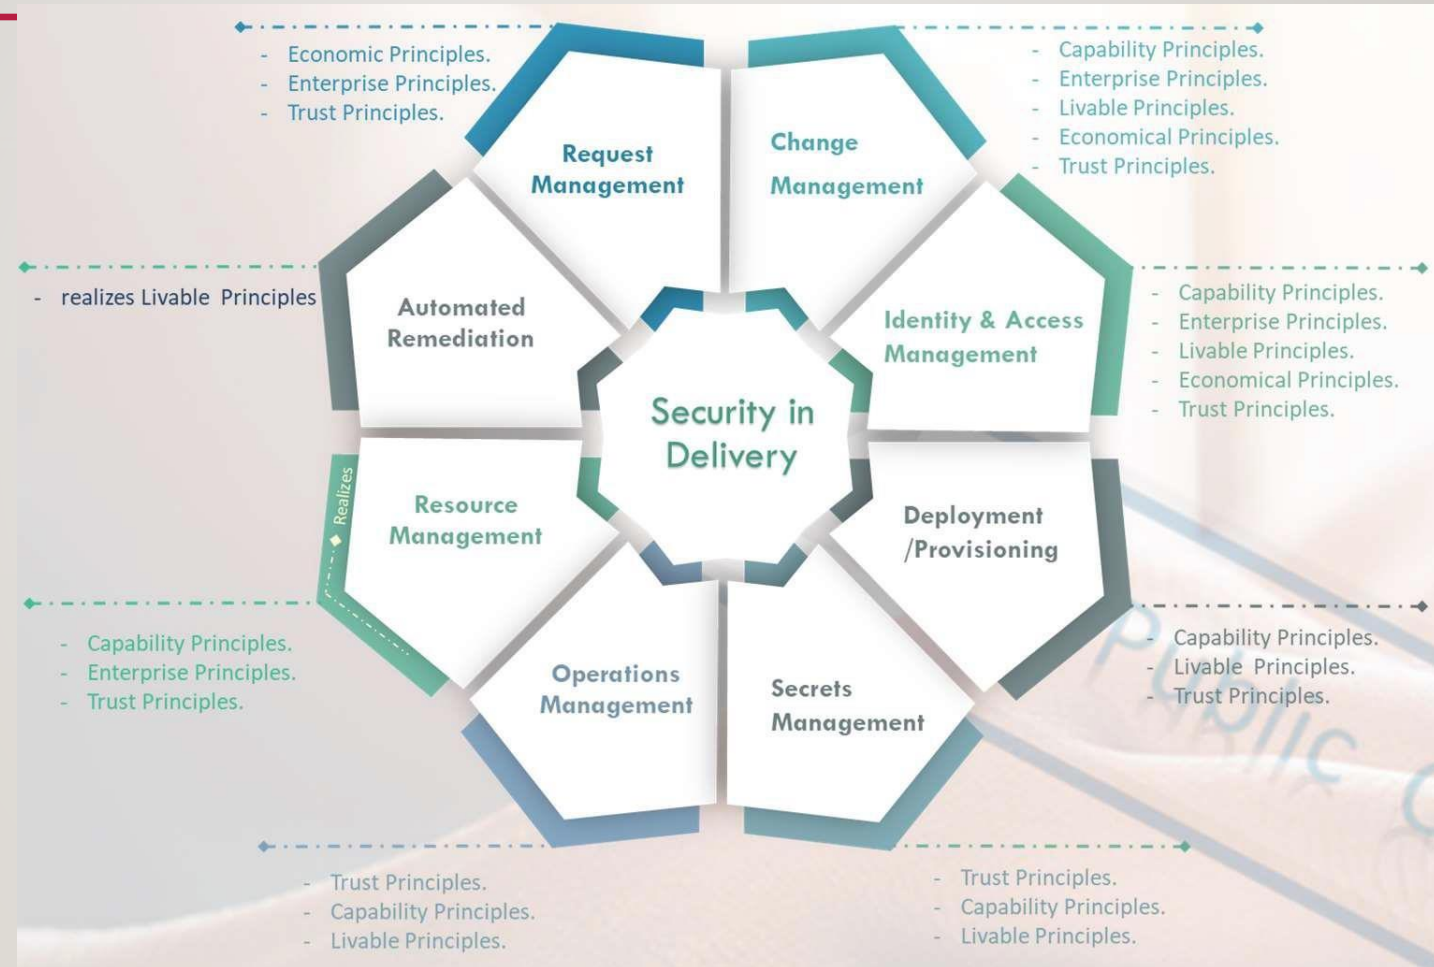 - Economic Principles.
- Enterprise Principles.
- Trust Principles.
Request
Management
Change
Management
- Capability Principles.
- Enterprise Principles.
- Livable Principles.
- Economical Principles.
- Trust Principles.
- realizes Livable Principles
Automated
Remediation
Identity & Access
Management
- Capability Principles.
- Enterprise Principles.
- Livable Principles.
- Economical Principles.
- Trust Principles.
Security in
Delivery
Realizes
Resource
Management
- Capability Principles.
- Enterprise Principles.
- Trust Principles.
Deployment
/Provisioning
- Capability Principles.
- Livable Principles.
- Trust Principles.
Operations
Management
- Trust Principles.
- Capability Principles.
- Livable Principles.
Secrets
Management
- Trust Principles.
- Capability Principles.
- Livable Principles.
Public